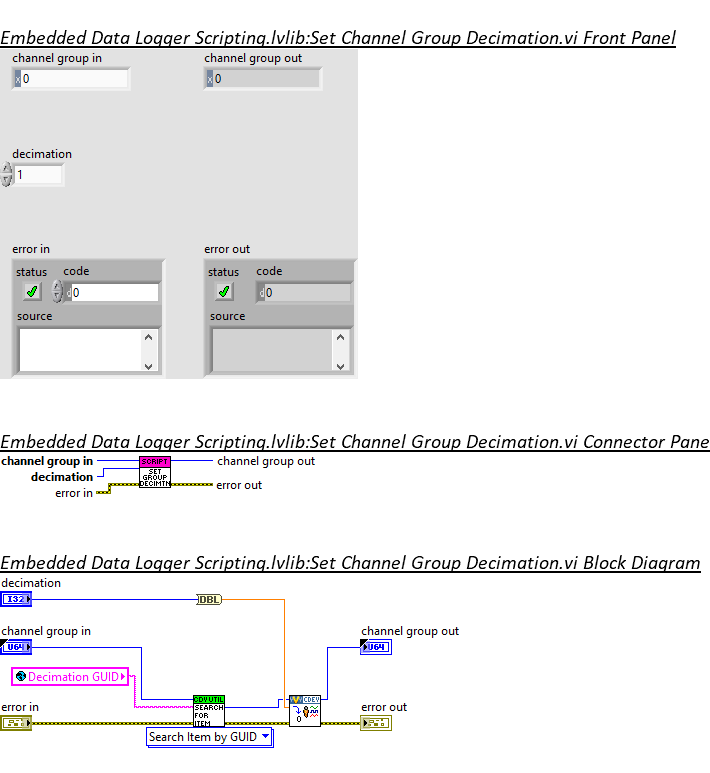 Embedded Data Logger Scripting.lvlib:Set Channel Group Decimation.vi Front Panel
channel group in
channel group out
x 0
x 0
decimation
1
error in
error out
status code
status code
d 0
d 0
source
source
Embedded Data Logger Scripting.lvlib:Set Channel Group Decimation.vi Connector Pane
channel group in
decimation
error in
SCRIPT
SET
GROUP
DECIMTN
channel group out
error out
Embedded Data Logger Scripting.lvlib:Set Channel Group Decimation.vi Block Diagram
decimation
I32
DBL
channel group in
channel group out
U64
U64
Decimation GUID
error in
error out
CDV UTIL
SEARCH
FOR
ITEM
CDEV
0
Search Item by GUID